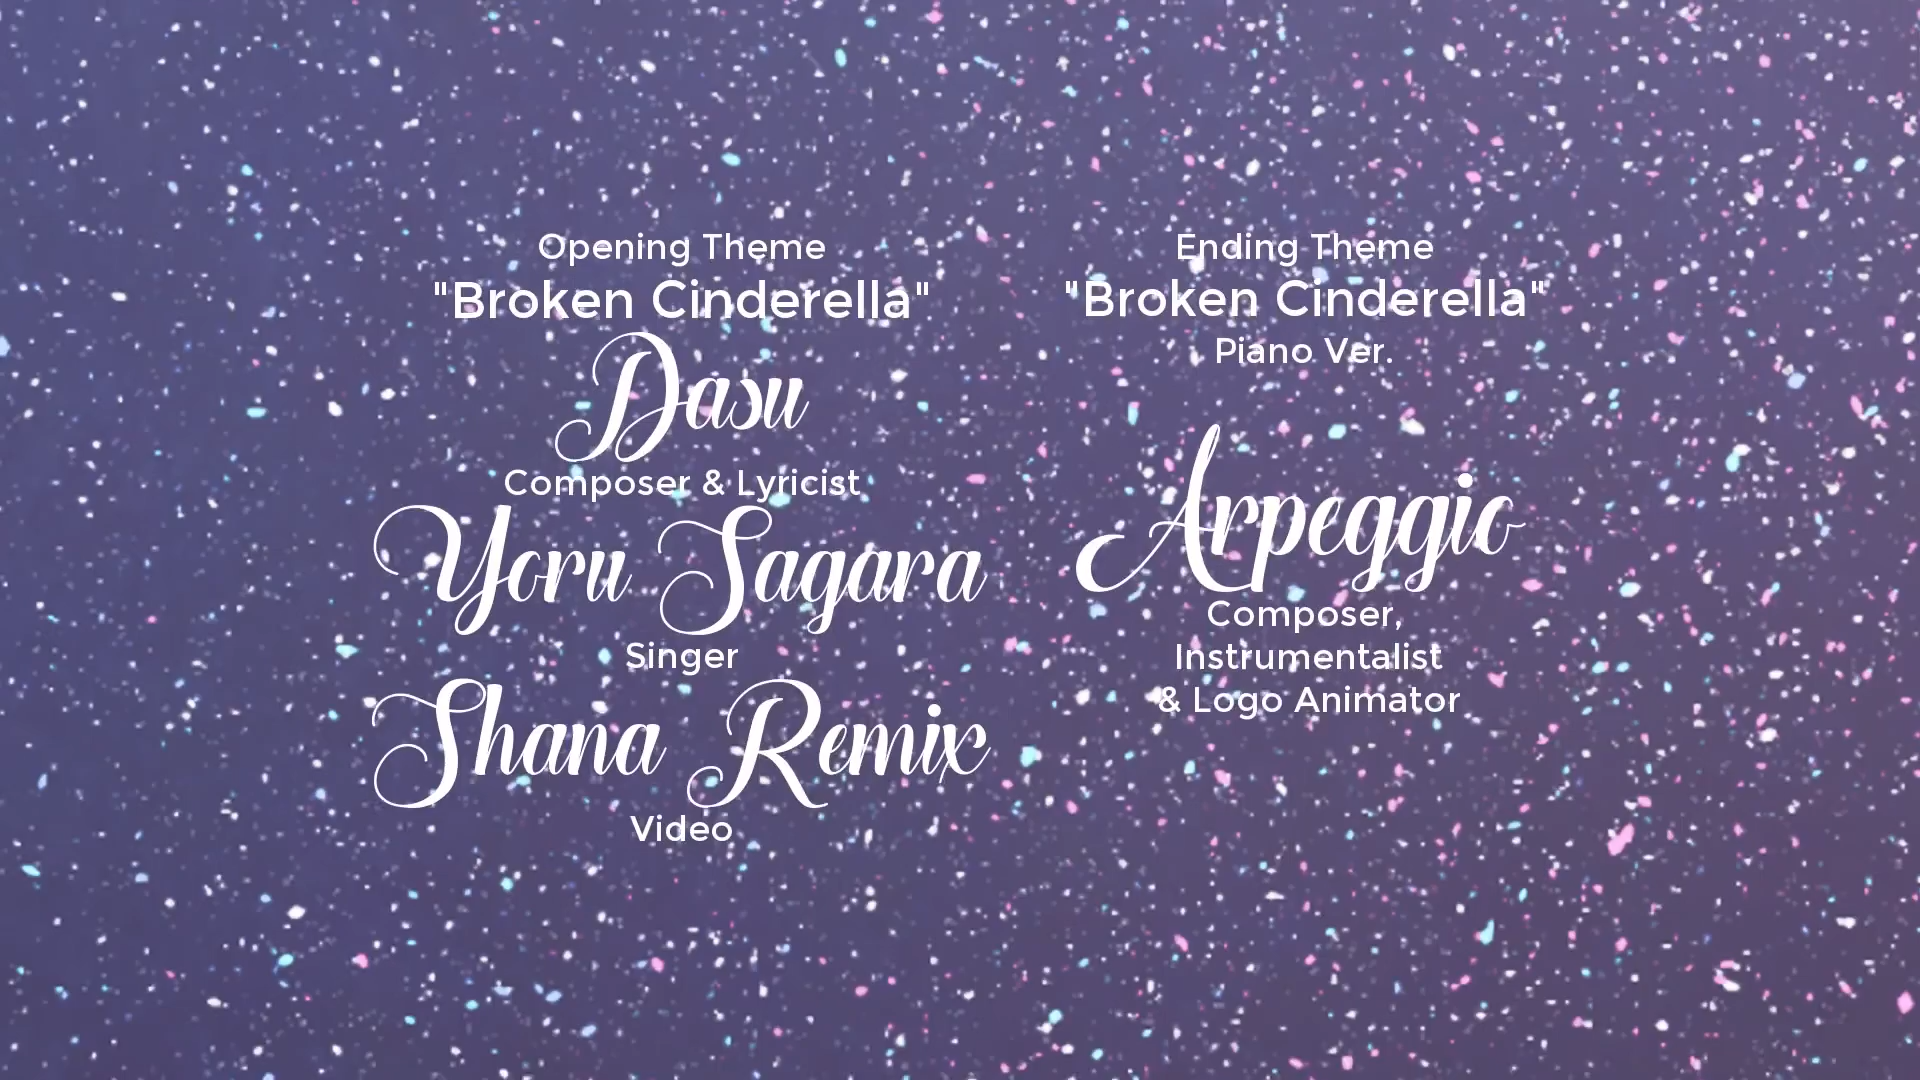 Opening Theme
"Broken Cinderella"
Dasu
Composer & Lyricist
Yoru Sagara
Singer
Shana Remix
Video
Ending Theme
"Broken Cinderella"
Piano Ver.
Arpeggio
Composer,
Instrumentalist
& Logo Animator